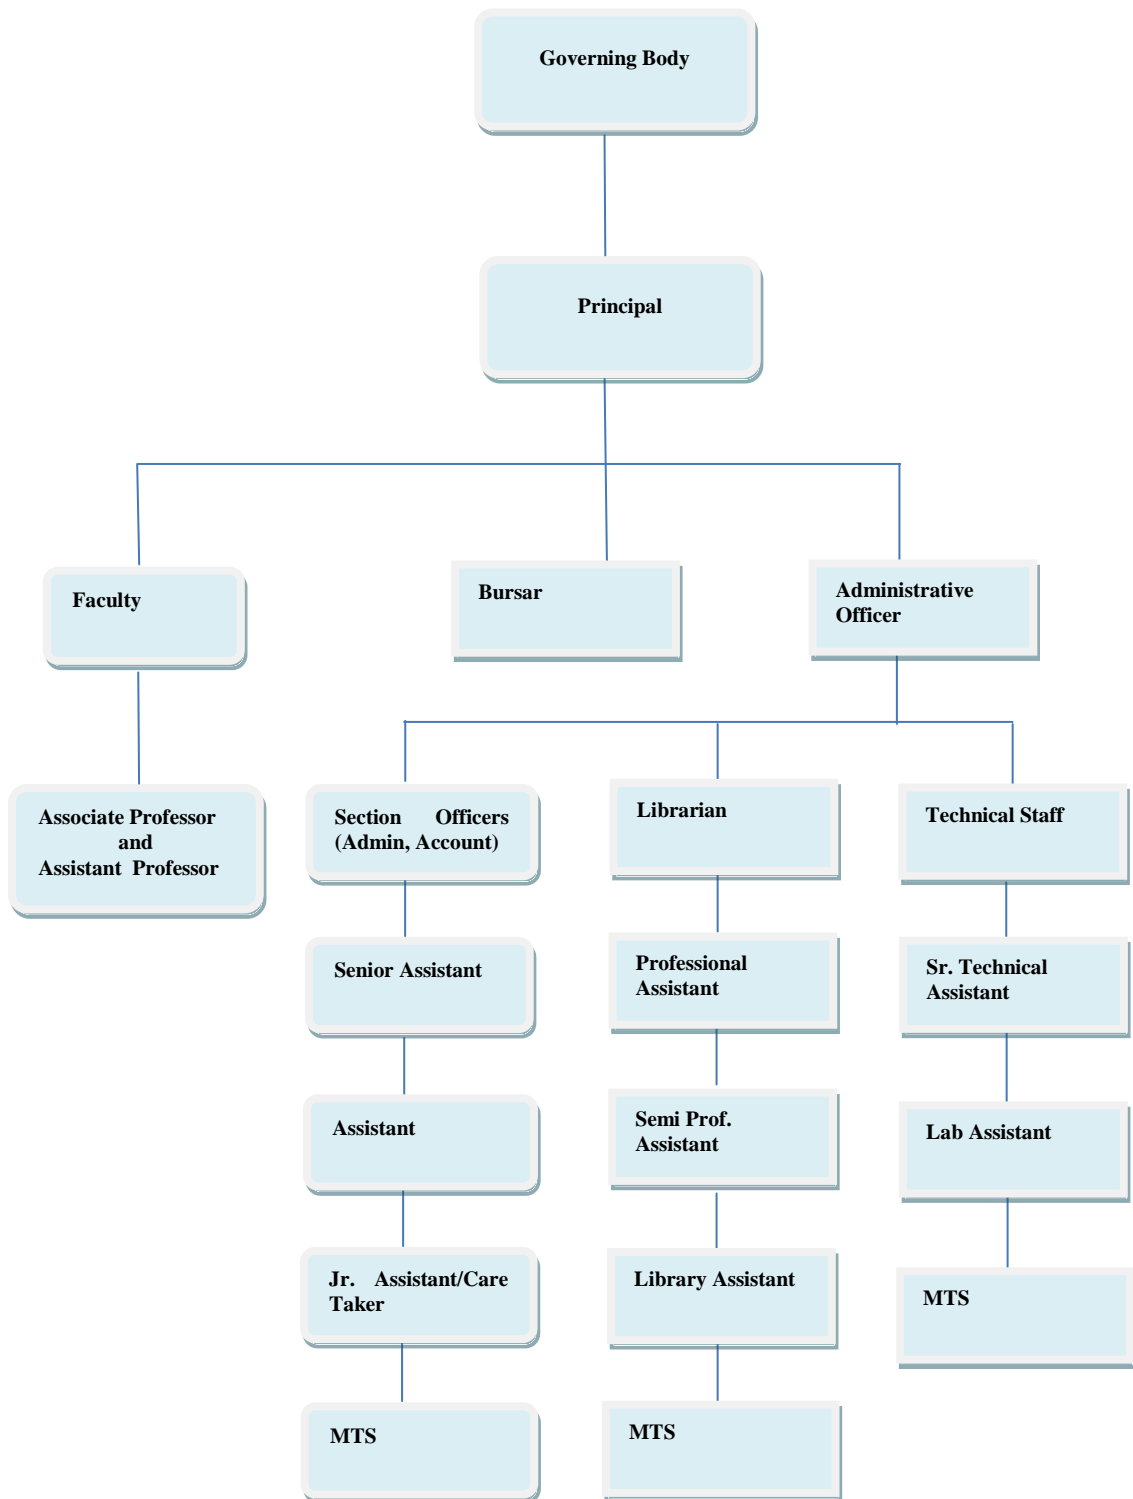 Governing Body
Principal
Faculty
Bursar
Administrative
Officer
Associate Professor
and
Assistant Professor
Section Officers
(Admin, Account)
Librarian
Technical Staff
Senior Assistant
Professional
Assistant
Sr. Technical
Assistant
Assistant
Semi Prof.
Assistant
Lab Assistant
Jr. Assistant/Care
Taker
Library Assistant
MTS
MTS
MTS